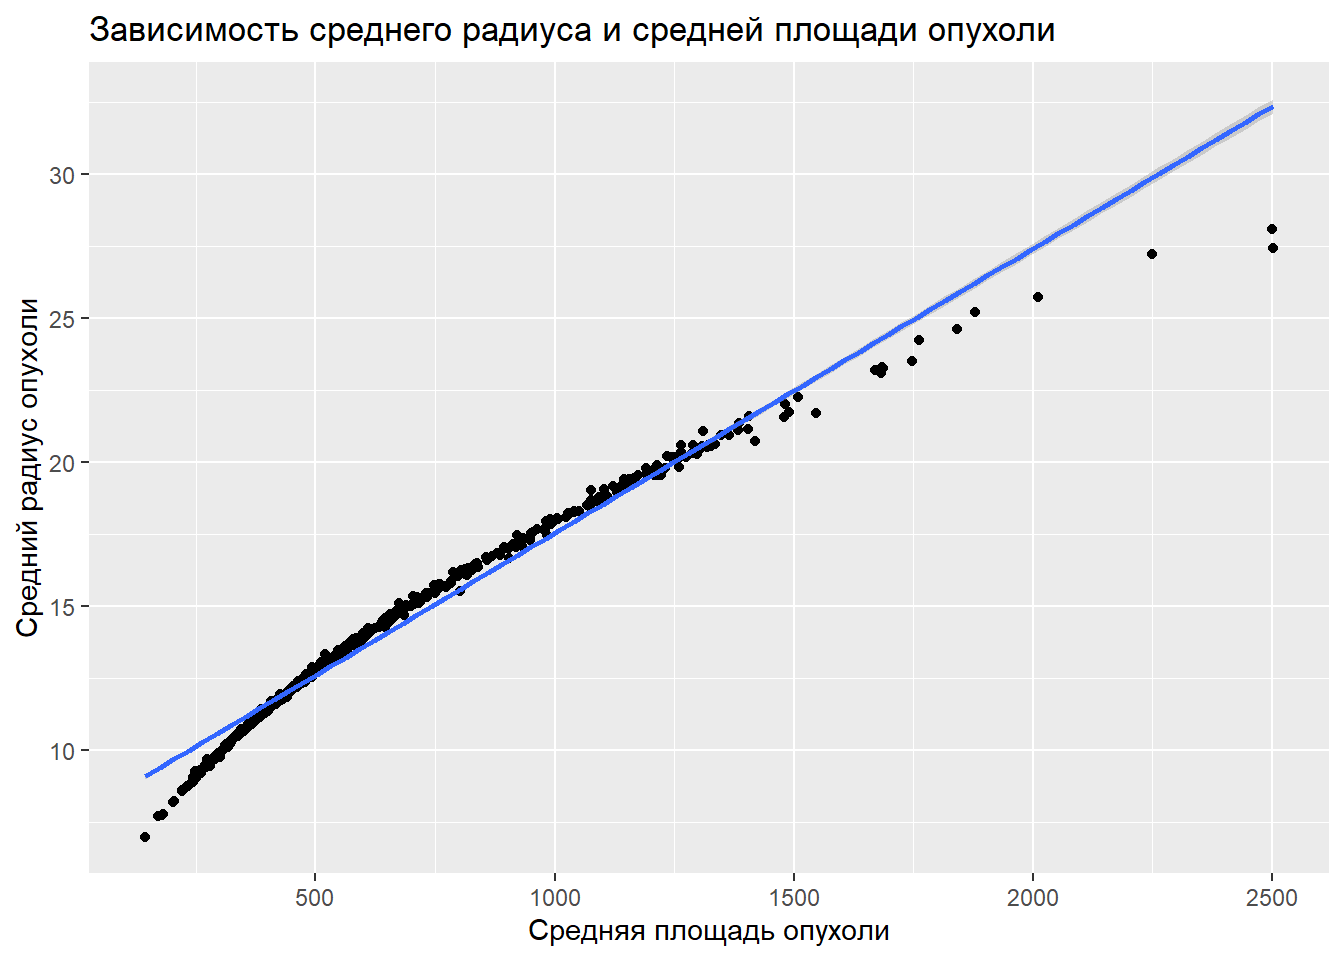 Зависимость среднего радиуса и средней площади опухоли
Средний радиус опухоли
30
25
20
15
10
500 1000 1500 2000 2500
Средняя площадь опухоли